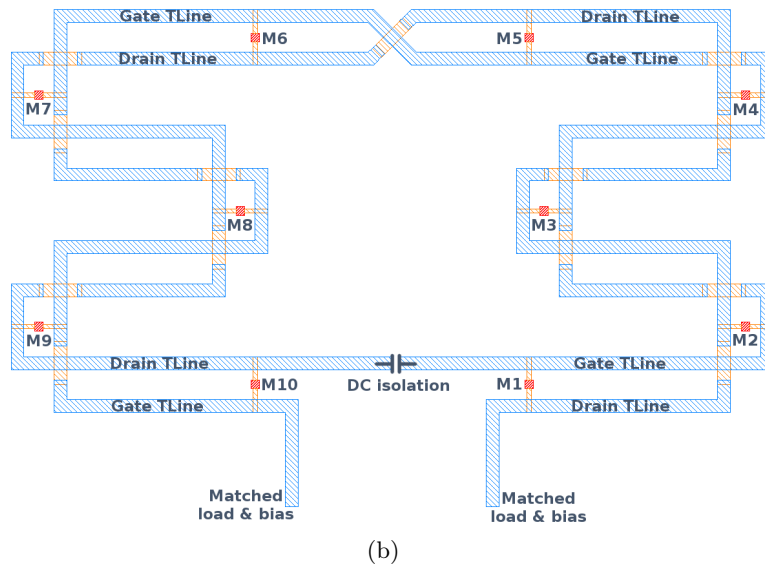 Gate TLine
Drain TLine
M6
M5
Drain TLine
Gate TLine
M7
M4
M8
M3
M9
M2
Drain TLine
Gate TLine
DC isolation
M10
M1
Gate TLine
Drain TLine
Matched
load & bias
Matched
load & bias
(b)